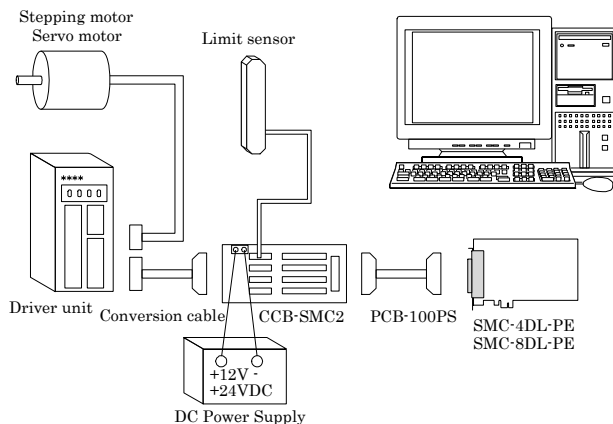 Stepping motor
Servo motor
Limit sensor
****
Driver unit
Conversion cable
CCB-SMC2
PCB-100PS
SMC-4DL-PE
SMC-8DL-PE
+12V -
+24VDC
DC Power Supply